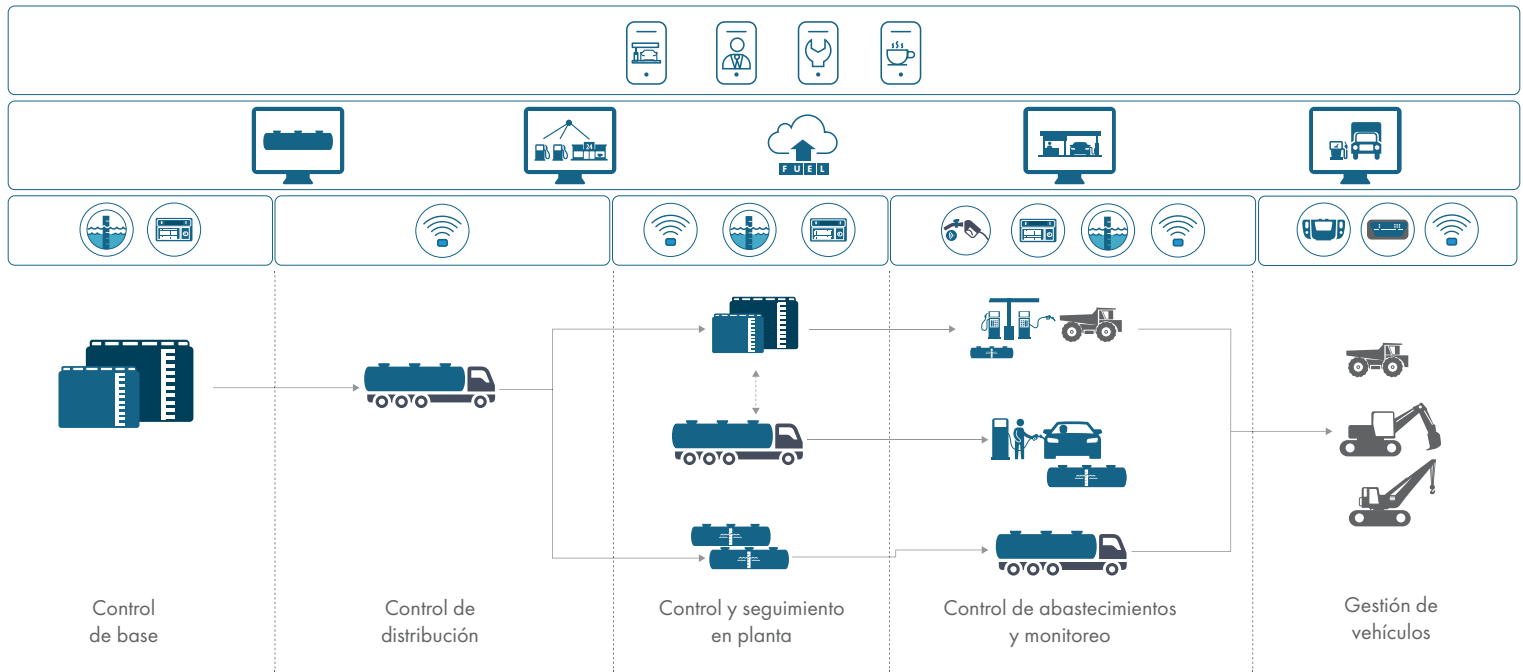 24
FUEL
Control
de base
Control de
distribución
Control y seguimiento
en planta
Control de abastecimientos
y monitoreo
Gestión de
vehículos